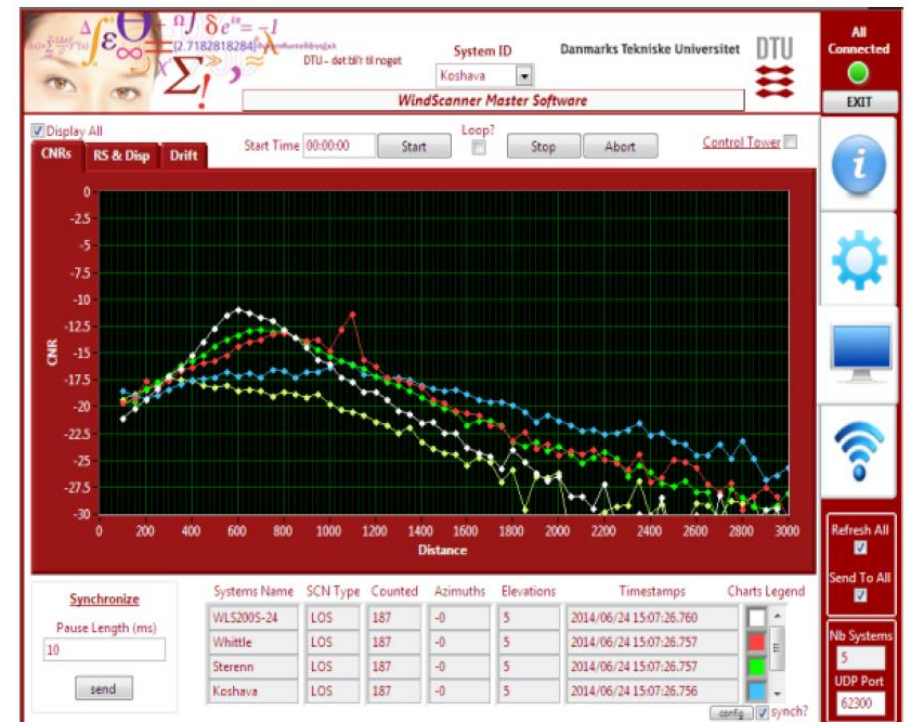 Δ Ω∫ δ e^iπ = -1
ε Θ
∞ {2.7182818284
χ Σ ! ≫ , λ
DTU – det bli'r til noget
System ID
Koshava
Danmarks Tekniske Universitet
DTU
WindScanner Master Software
All Connected
EXIT
Display All
CNRs
RS & Disp
Drift
Start Time
00:00:00
Start
Loop?
Stop
Abort
Control Tower
CNR
0
-2.5
-5
-7.5
-10
-12.5
-15
-17.5
-20
-22.5
-25
-27.5
-30
0 200 400 600 800 1000 1200 1400 1600 1800 2000 2200 2400 2600 2800 3000
Distance
Synchronize
Pause Length (ms)
10
send
Systems Name SCN Type Counted Azimuths Elevations Timestamps Charts Legend
WLS200S-24 LOS 187 -0 5 2014/06/24 15:07:26.760
Whittle LOS 187 -0 5 2014/06/24 15:07:26.757
Sterenn LOS 187 -0 5 2014/06/24 15:07:26.757
Koshava LOS 187 -0 5 2014/06/24 15:07:26.756
config synch?
Refresh All
Send To All
Nb Systems
5
UDP Port
62300